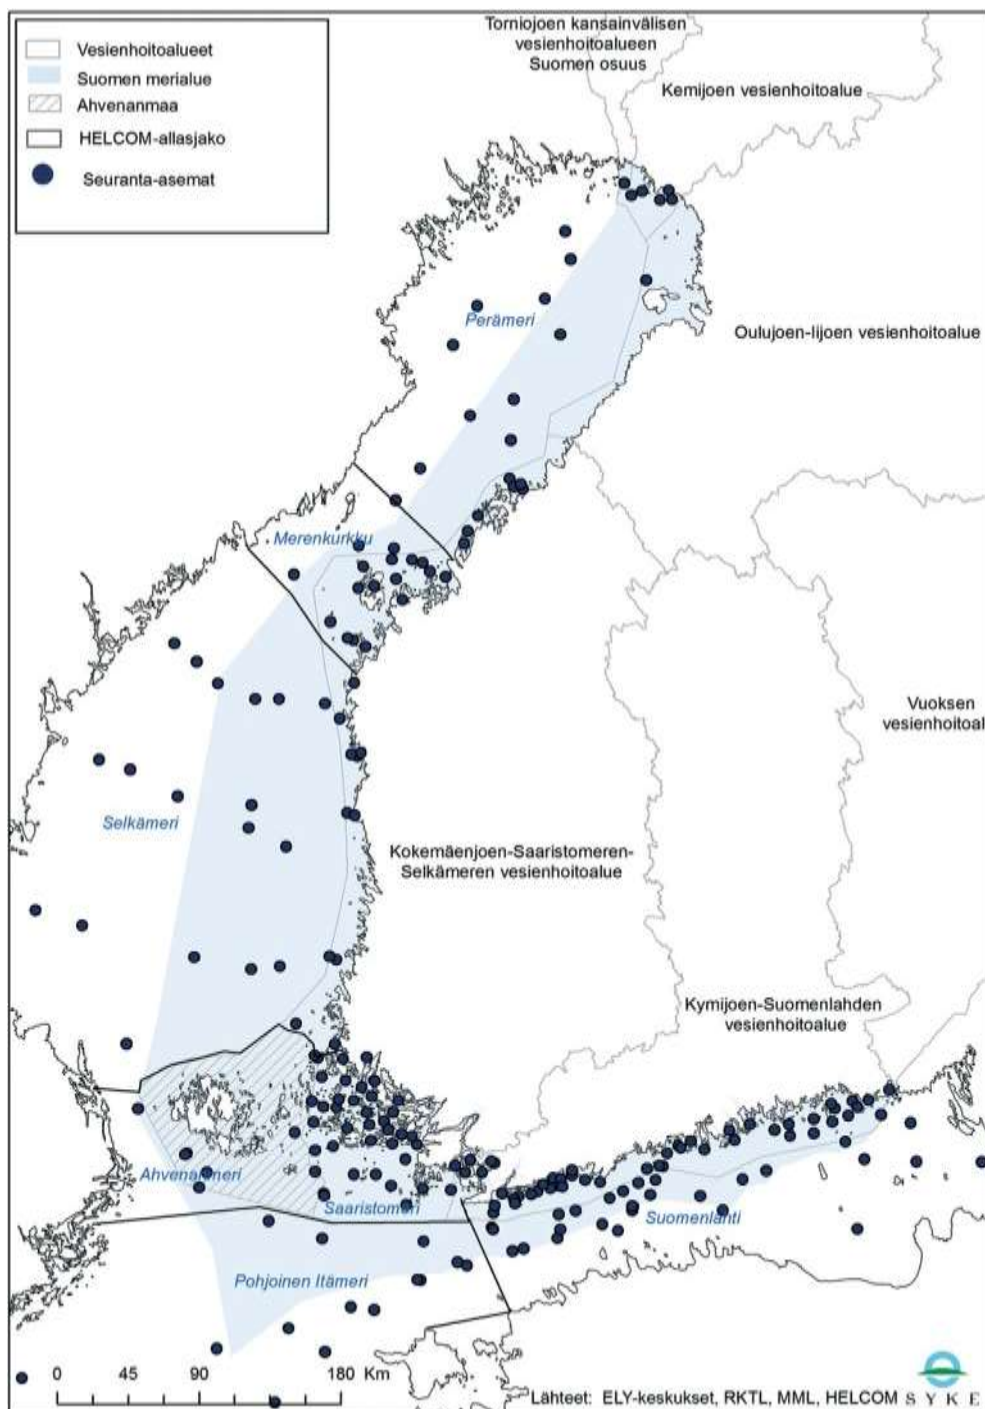 Vesienhoitoalueet
Suomen merialue
Ahvenanmaa
HELCOM-allasjako
Seuranta-asemat
Torniojoen kansainvälisen
vesienhoitoalueen
Suomen osuus
Kemijoen vesienhoitoalue
Perämeri
Oulujoen-Iijoen vesienhoitoalue
Merenkurkku
Vuoksen
vesienhoitoal
Selkämeri
Kokemäenjoen-Saaristomeren-
Selkämeren vesienhoitoalue
Kymijoen-Suomenlahden
vesienhoitoalue
Ahvenanmeri
Saaristomeri
Suomenlahti
Pohjoinen Itämeri
0 45 90 180 Km
Lähteet: ELY-keskukset, RKTL, MML, HELCOM
SYKE